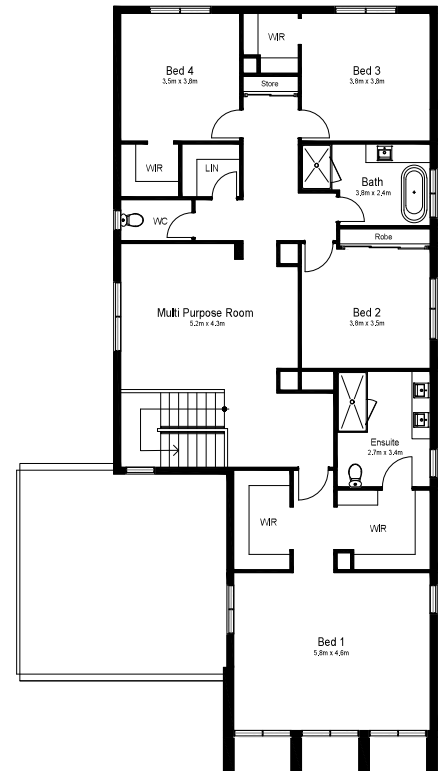 WIR
Bed 4
3,5m x 3,8m
Bed 3
3,8m x 3,8m
Store
WIR
LIN
Bath
3,8m x 2,4m
WC
Robe
Multi Purpose Room
5.2m x 4.3m
Bed 2
3,8m x 3,5m
Ensuite
2.7m x 3.4m
WIR
WIR
Bed 1
5,8m x 4,6m